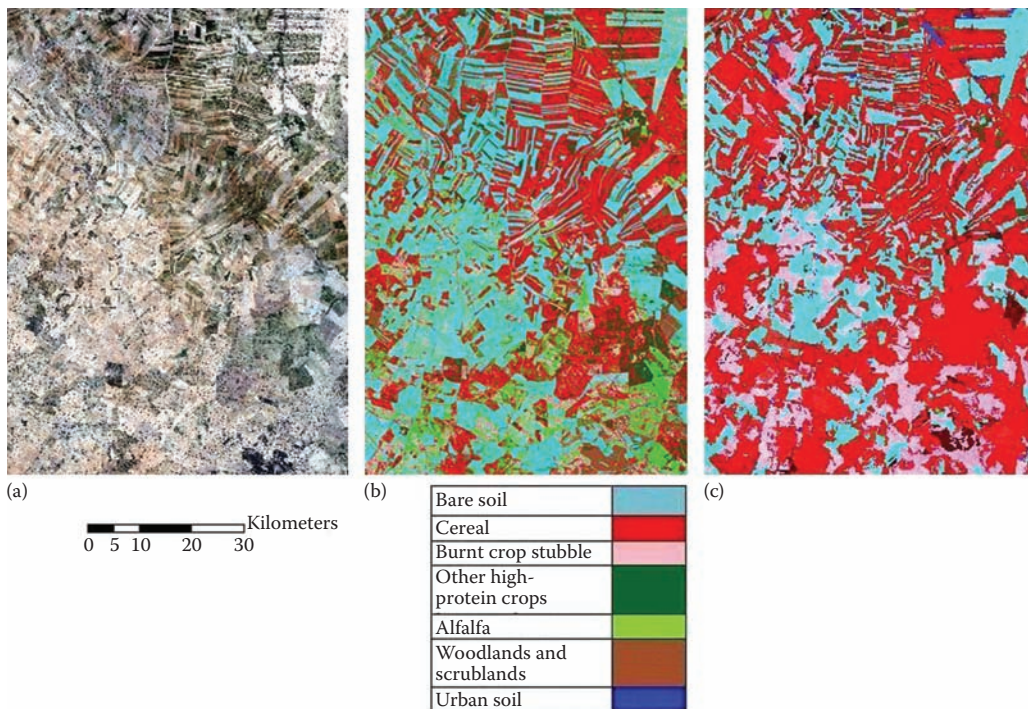 (a)
(b)
(c)
Kilometers
0 5 10 20 30
Bare soil
Cereal
Burnt crop stubble
Other high-
protein crops
Alfalfa
Woodlands and
scrublands
Urban soil